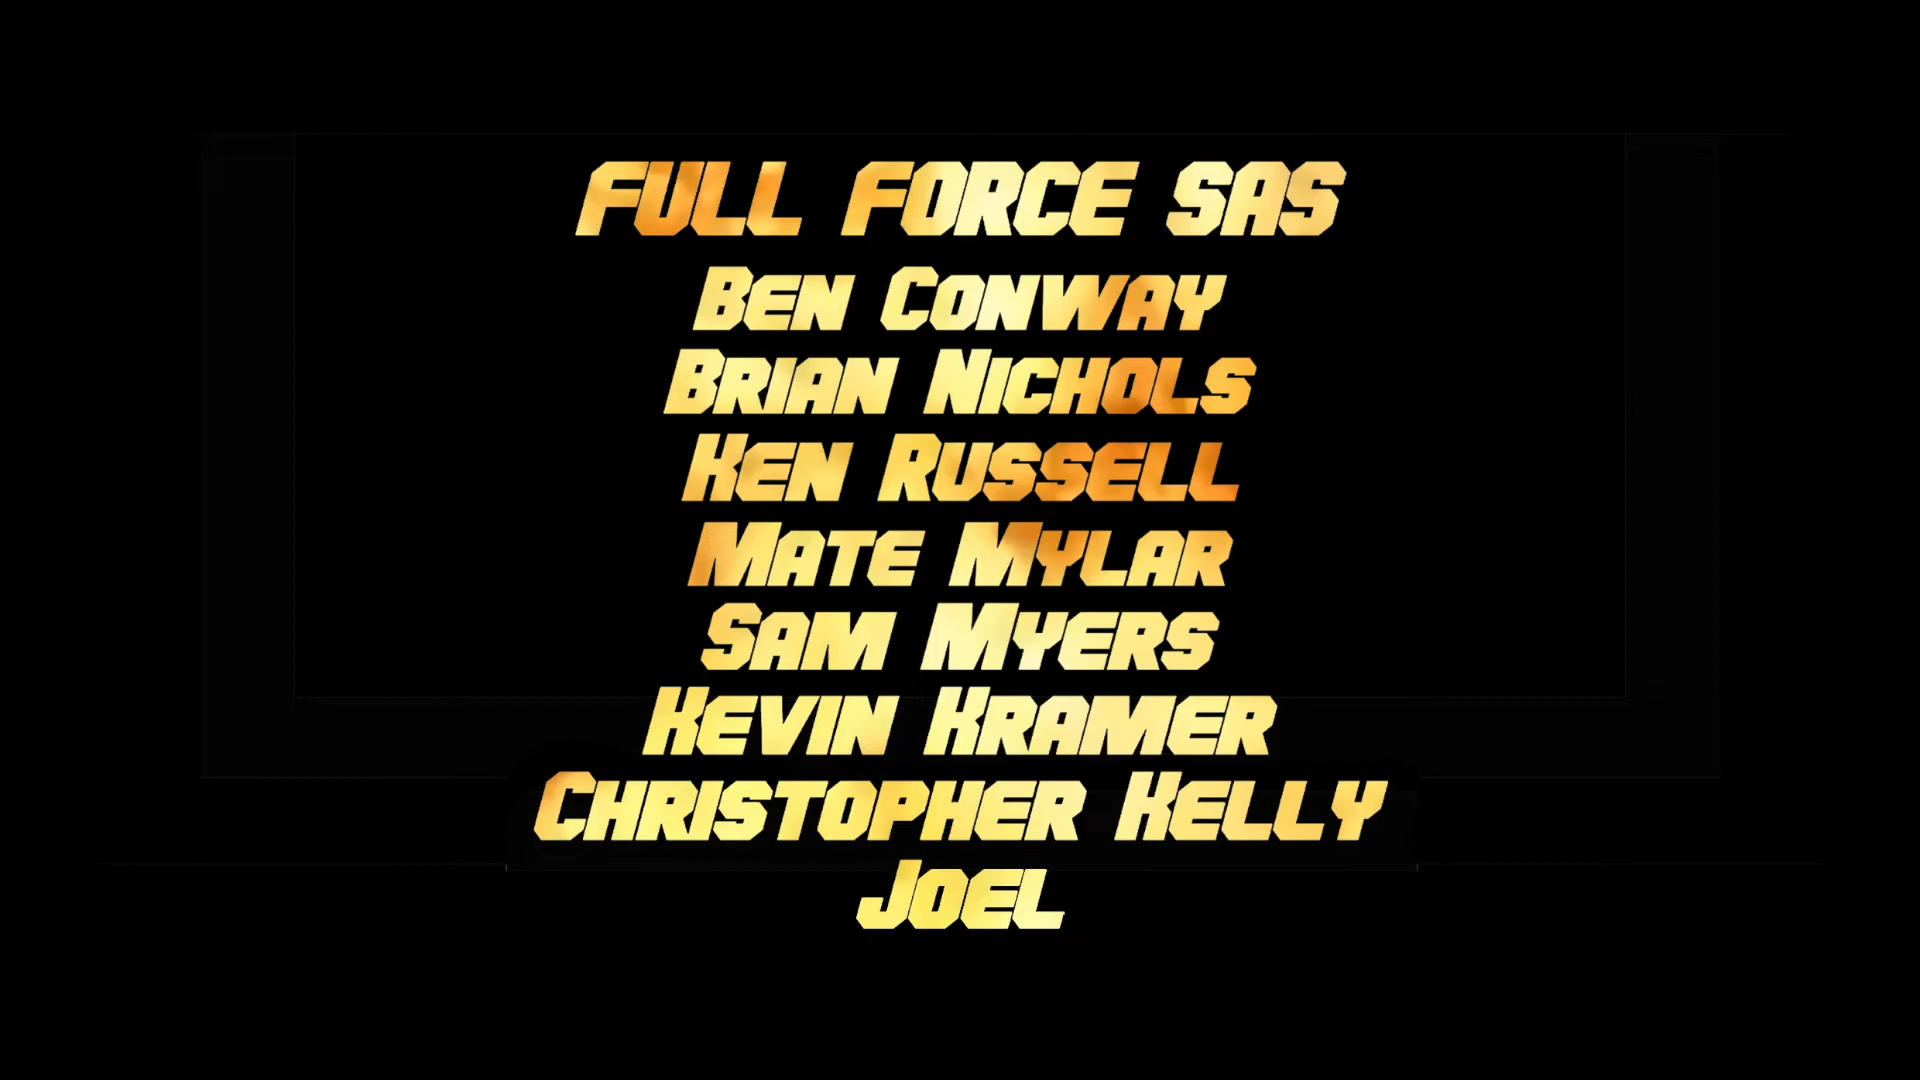 FULL FORCE SAS
BEN CONWAY
BRIAN NICHOLS
KEN RUSSELL
MATE MYLAR
SAM MYERS
KEVIN KRAMER
CHRISTOPHER KELLY
JOEL